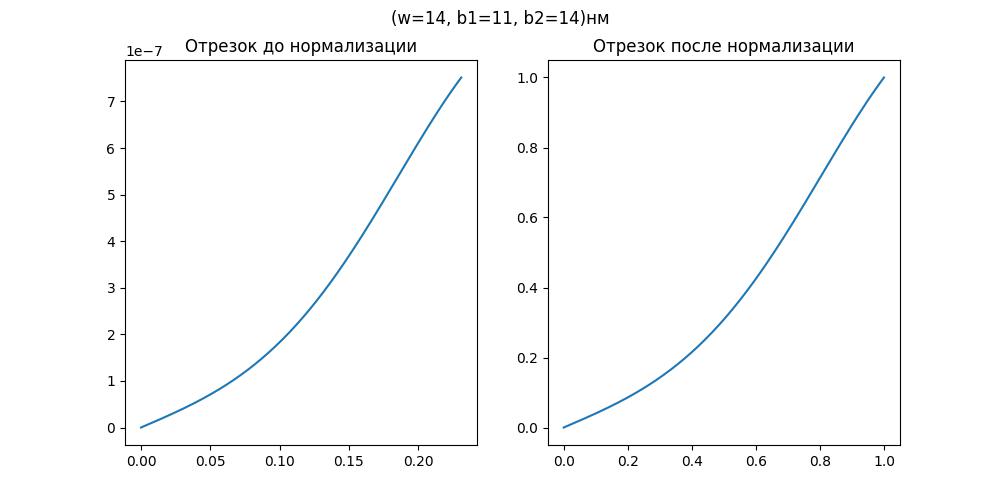 (w=14, b1=11, b2=14)нм
Отрезок до нормализации
1e−7
7
6
5
4
3
2
1
0
0.00 0.05 0.10 0.15 0.20
Отрезок после нормализации
1.0
0.8
0.6
0.4
0.2
0.0
0.0 0.2 0.4 0.6 0.8 1.0